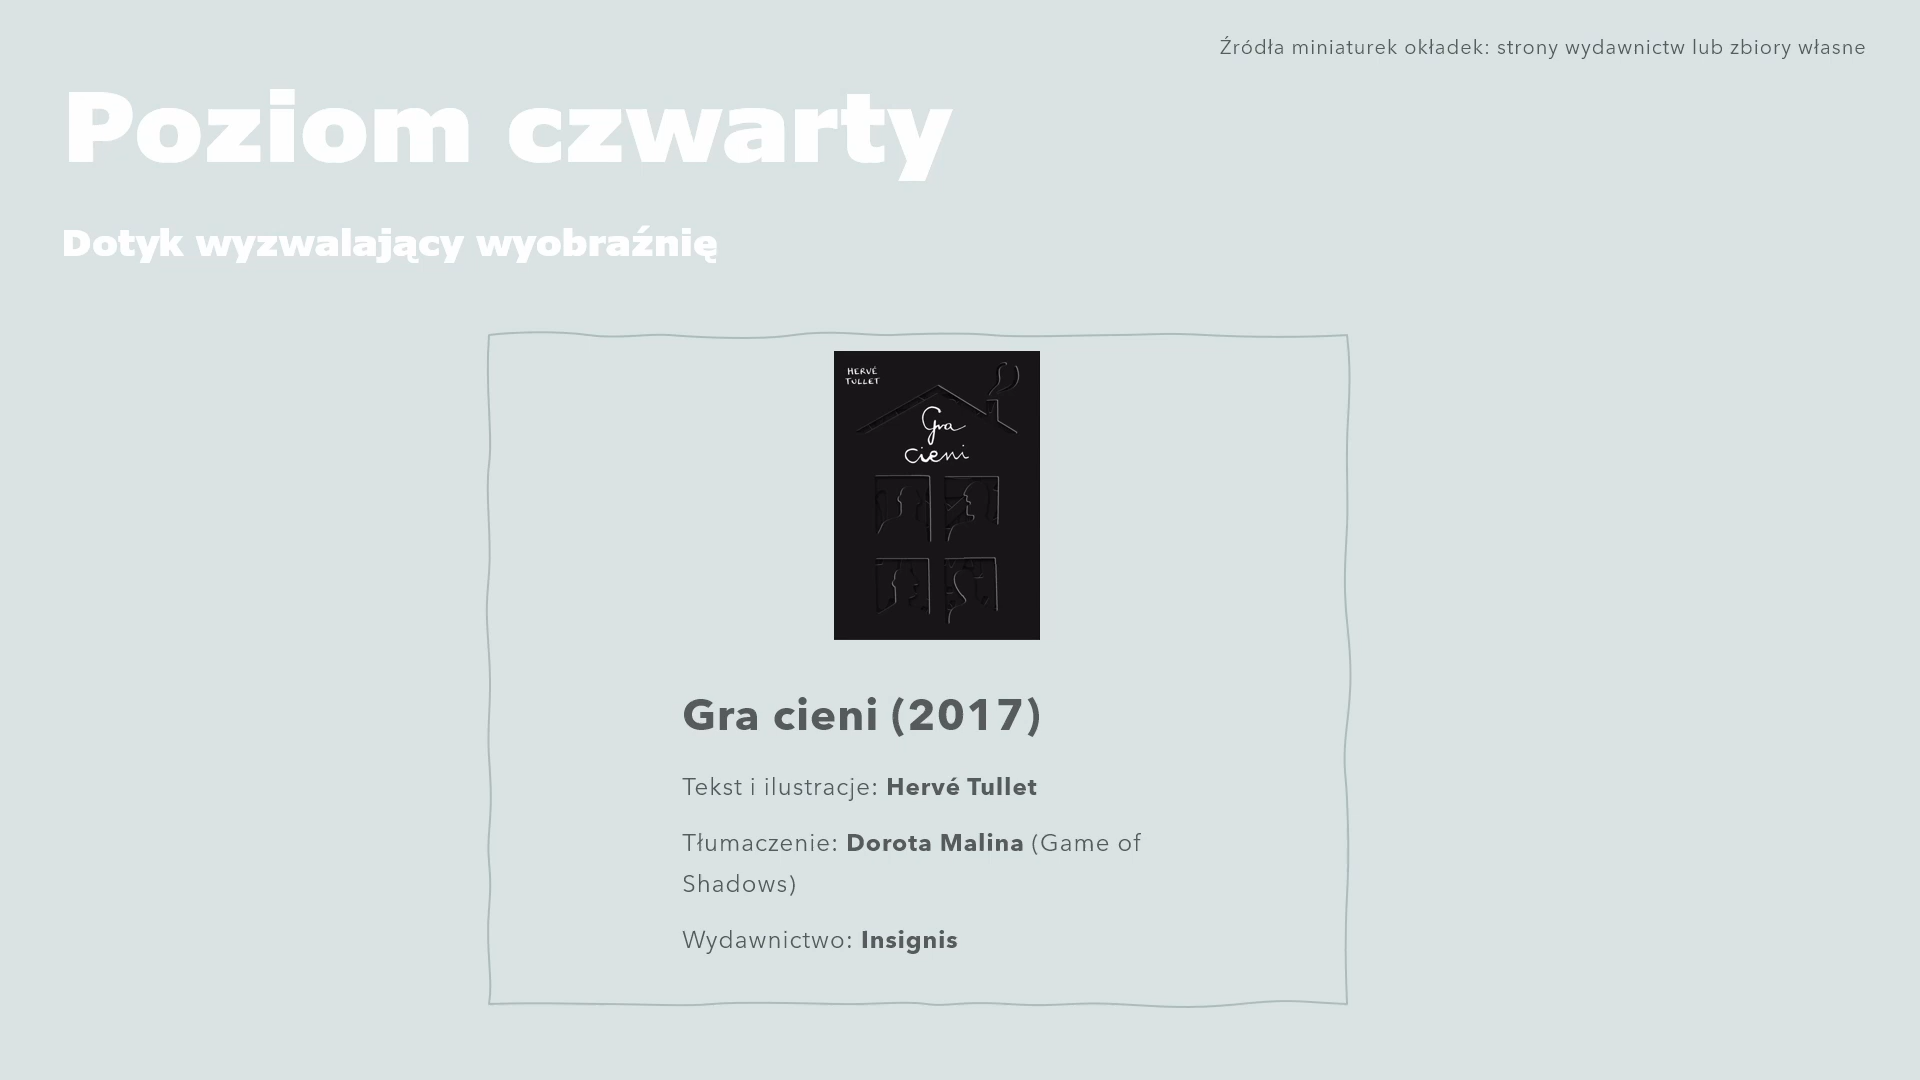 Źródła miniaturek okładek: strony wydawnictw lub zbiory własne
Poziom czwarty
Dotyk wyzwalający wyobraźnię
HERVÉ
TULLET
Gra
cieni
Gra cieni (2017)
Tekst i ilustracje: Hervé Tullet
Tłumaczenie: Dorota Malina (Game of
Shadows)
Wydawnictwo: Insignis